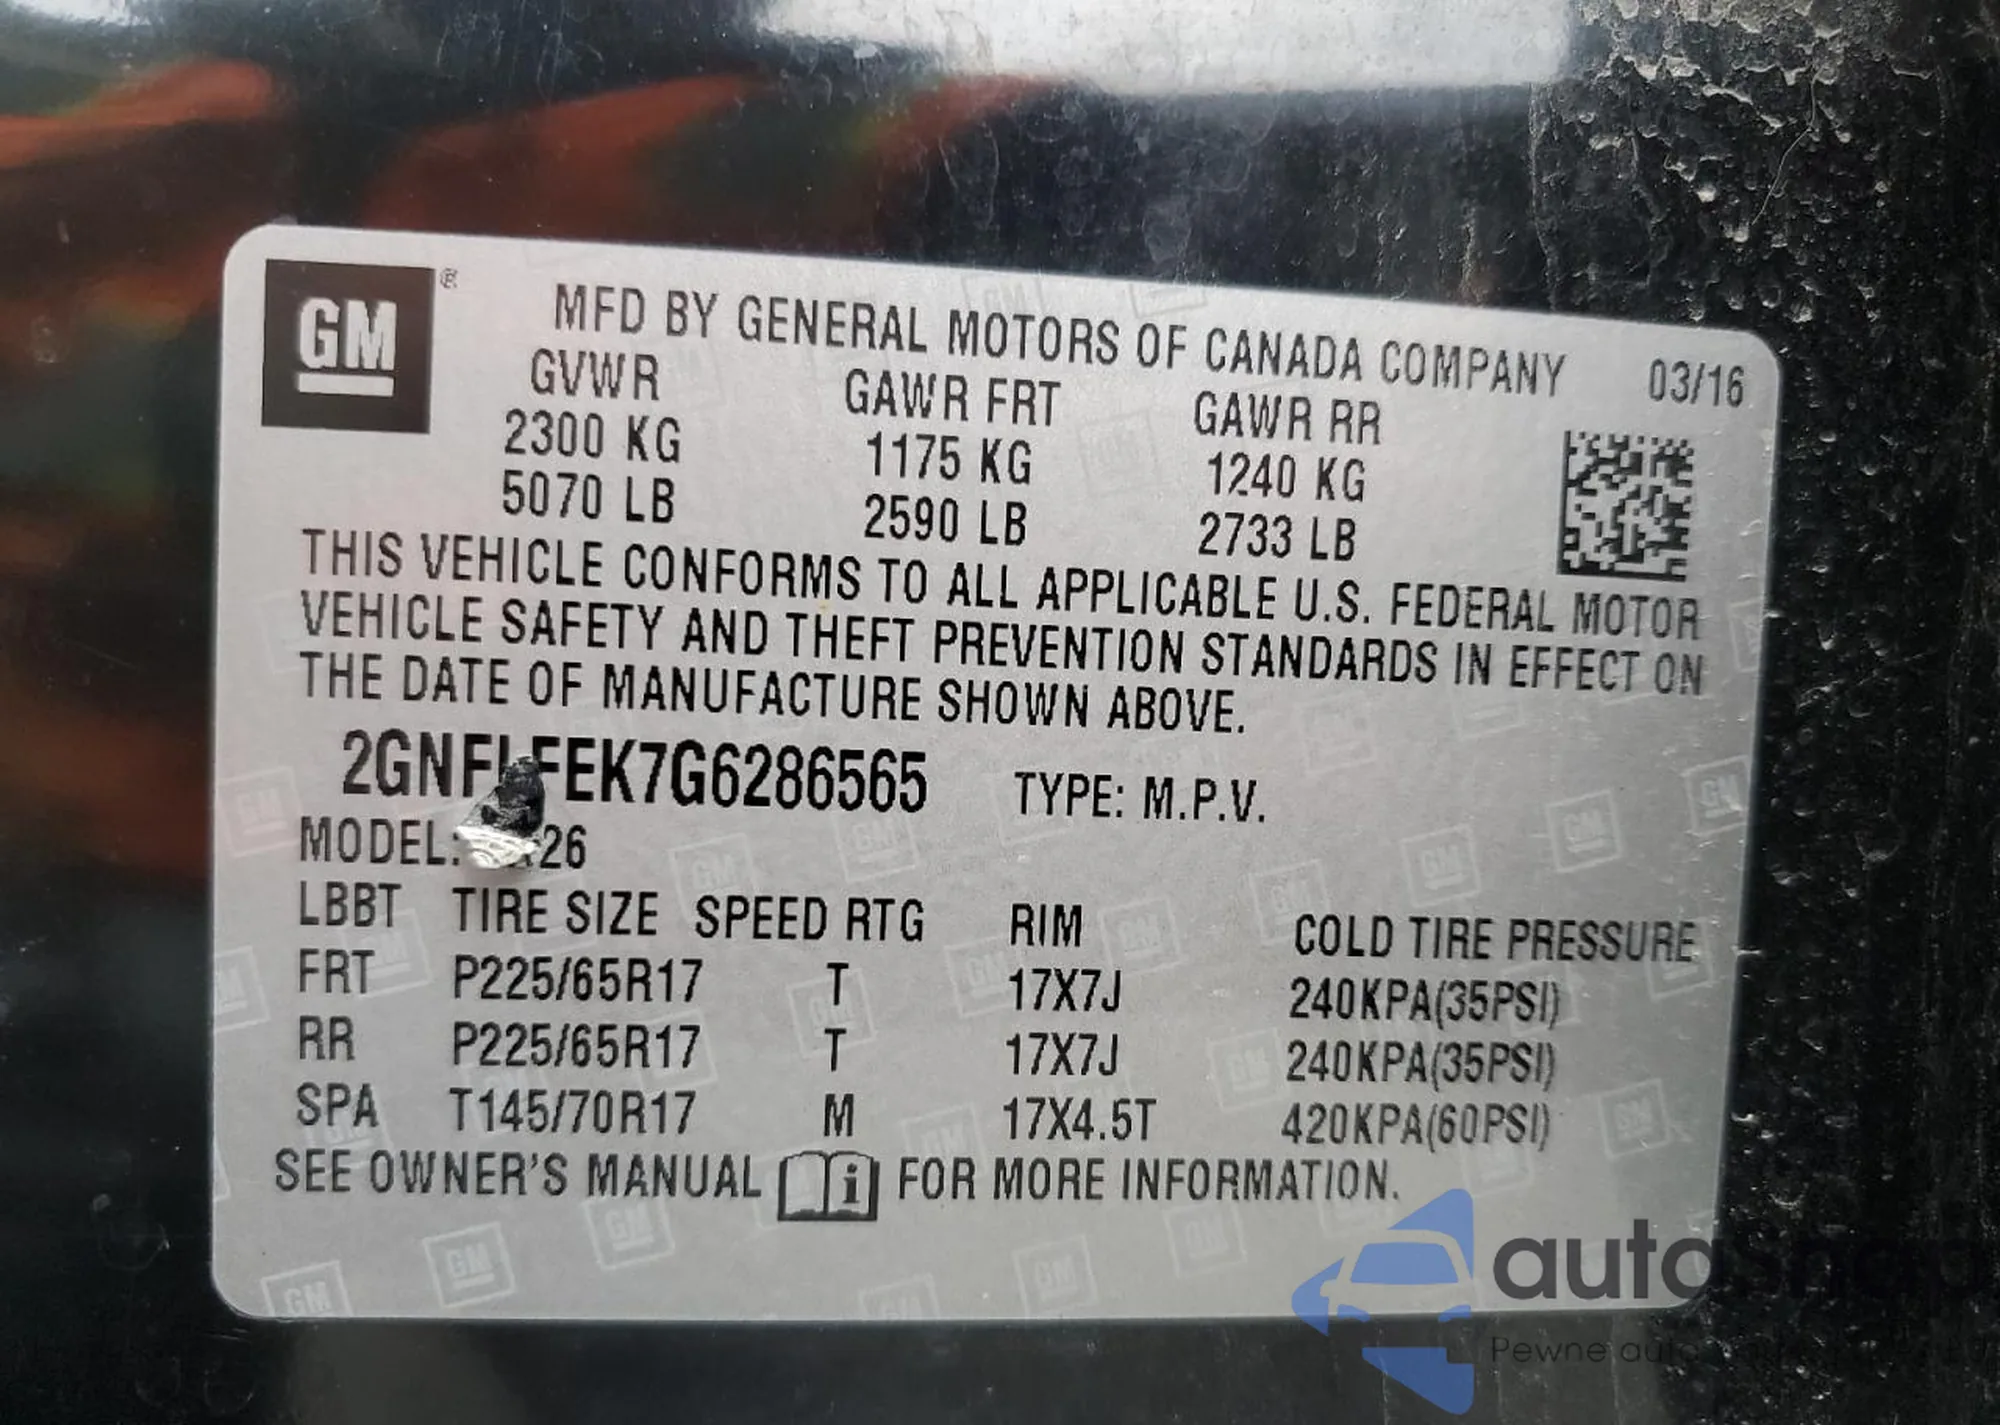 GM ®
MFD BY GENERAL MOTORS OF CANADA COMPANY 03/16
GVWR GAWR FRT GAWR RR
2300 KG 1175 KG 1240 KG
5070 LB 2590 LB 2733 LB
THIS VEHICLE CONFORMS TO ALL APPLICABLE U.S. FEDERAL MOTOR
VEHICLE SAFETY AND THEFT PREVENTION STANDARDS IN EFFECT ON
THE DATE OF MANUFACTURE SHOWN ABOVE.
TYPE: M.P.V.
MODEL:
LBBT TIRE SIZE SPEED RTG RIM COLD TIRE PRESSURE
FRT P225/65R17 T 17X7J 240KPA(35PSI)
RR P225/65R17 T 17X7J 240KPA(35PSI)
SPA T145/70R17 M 17X4.5T 420KPA(60PSI)
SEE OWNER'S MANUAL i FOR MORE INFORMATION.
autashop
Pewne auto